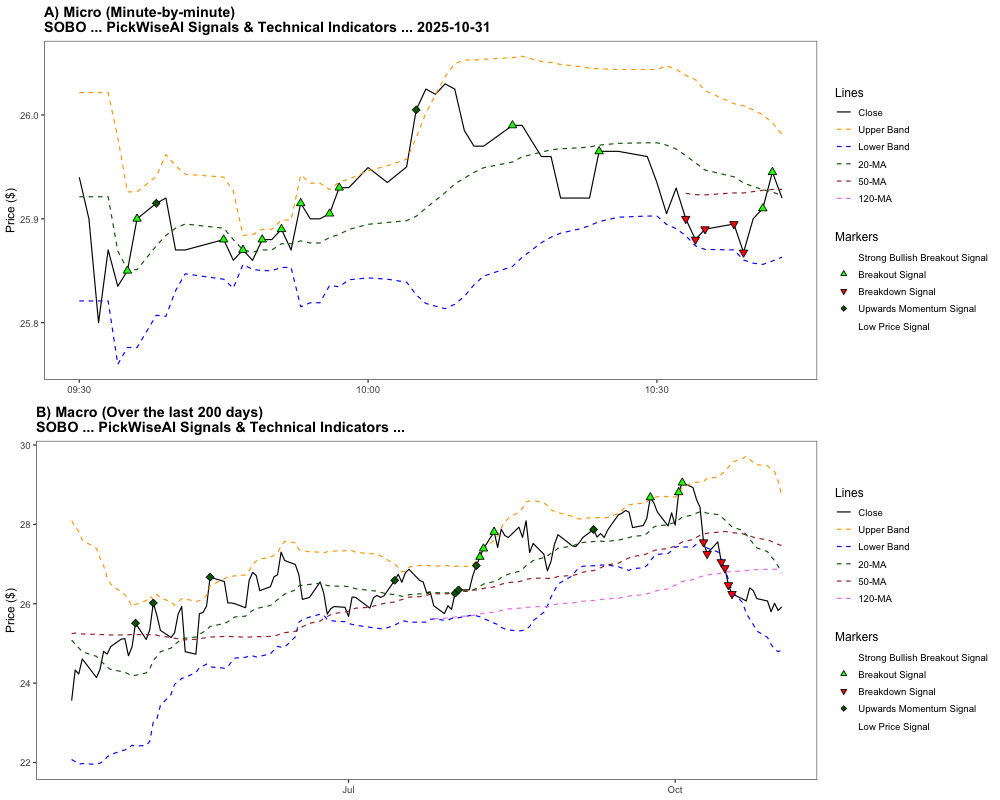 A) Micro (Minute-by-minute)
SOBO ... PickWiseAI Signals & Technical Indicators ... 2025-10-31
Price ($)
26.0
25.9
25.8
09:30
10:00
10:30
Lines
Close
Upper Band
Lower Band
20-MA
50-MA
120-MA
Markers
Strong Bullish Breakout Signal
Breakout Signal
Breakdown Signal
Upwards Momentum Signal
Low Price Signal
B) Macro (Over the last 200 days)
SOBO ... PickWiseAI Signals & Technical Indicators ...
Price ($)
30
28
26
24
22
Jul
Oct
Lines
Close
Upper Band
Lower Band
20-MA
50-MA
120-MA
Markers
Strong Bullish Breakout Signal
Breakout Signal
Breakdown Signal
Upwards Momentum Signal
Low Price Signal